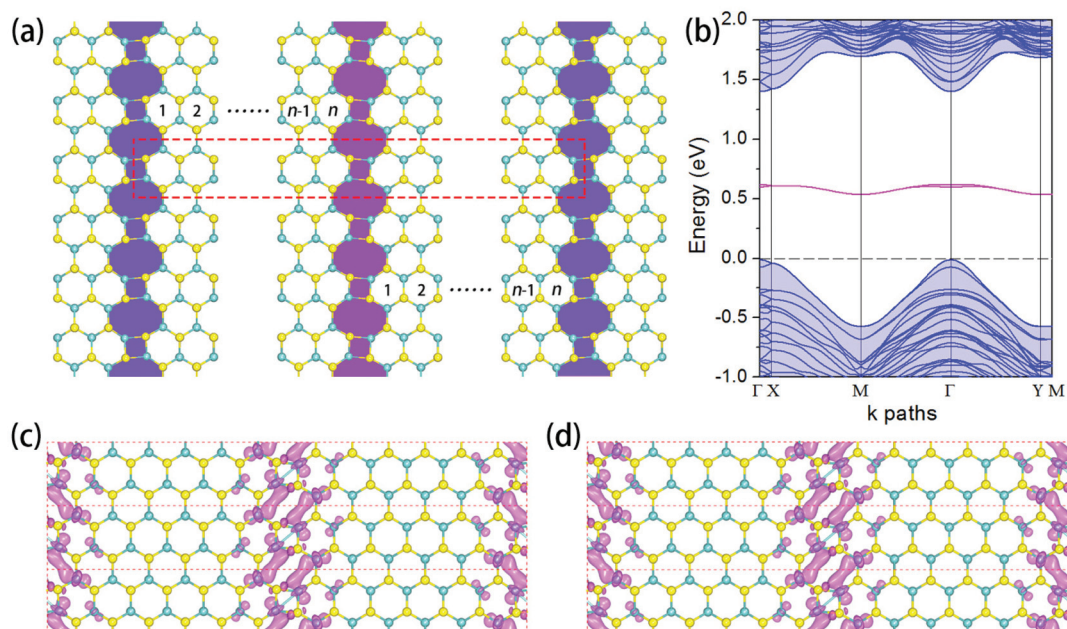 (a)
1 2 ...... n-1 n
1 2 ...... n-1 n
(b)
2.0
1.5
1.0
0.5
0.0
-0.5
-1.0
Energy (eV)
Γ X M Γ Y M
k paths
(c)
(d)